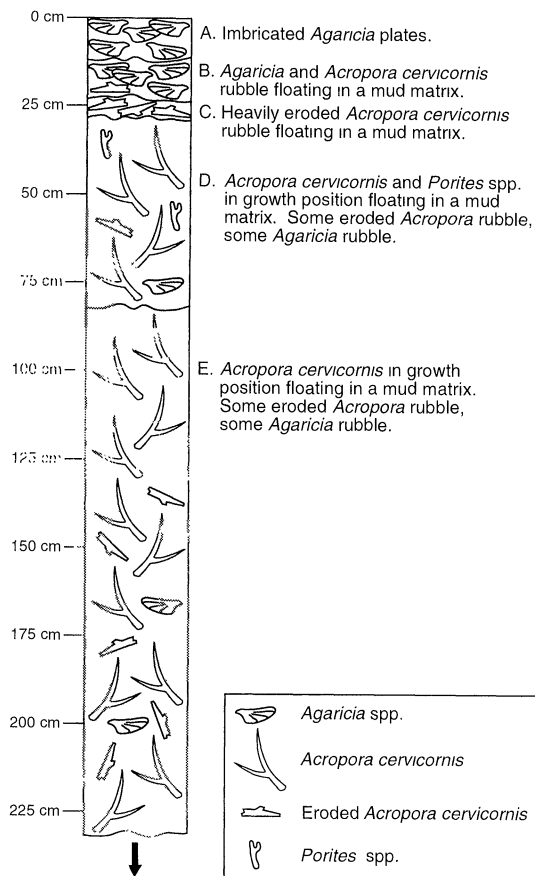 0 cm
A. Imbricated Agaricia plates.
B. Agaricia and Acropora cervicornis
rubble floating in a mud matrix.
25 cm
C. Heavily eroded Acropora cervicornis
rubble floating in a mud matrix.
D. Acropora cervicornis and Porites spp.
in growth position floating in a mud
matrix. Some eroded Acropora rubble,
some Agaricia rubble.
50 cm
75 cm
100 cm
E. Acropora cervicornis in growth
position floating in a mud matrix.
Some eroded Acropora rubble,
some Agaricia rubble.
125 cm
150 cm
175 cm
200 cm
225 cm
Agaricia spp.
Acropora cervicornis
Eroded Acropora cervicornis
Porites spp.